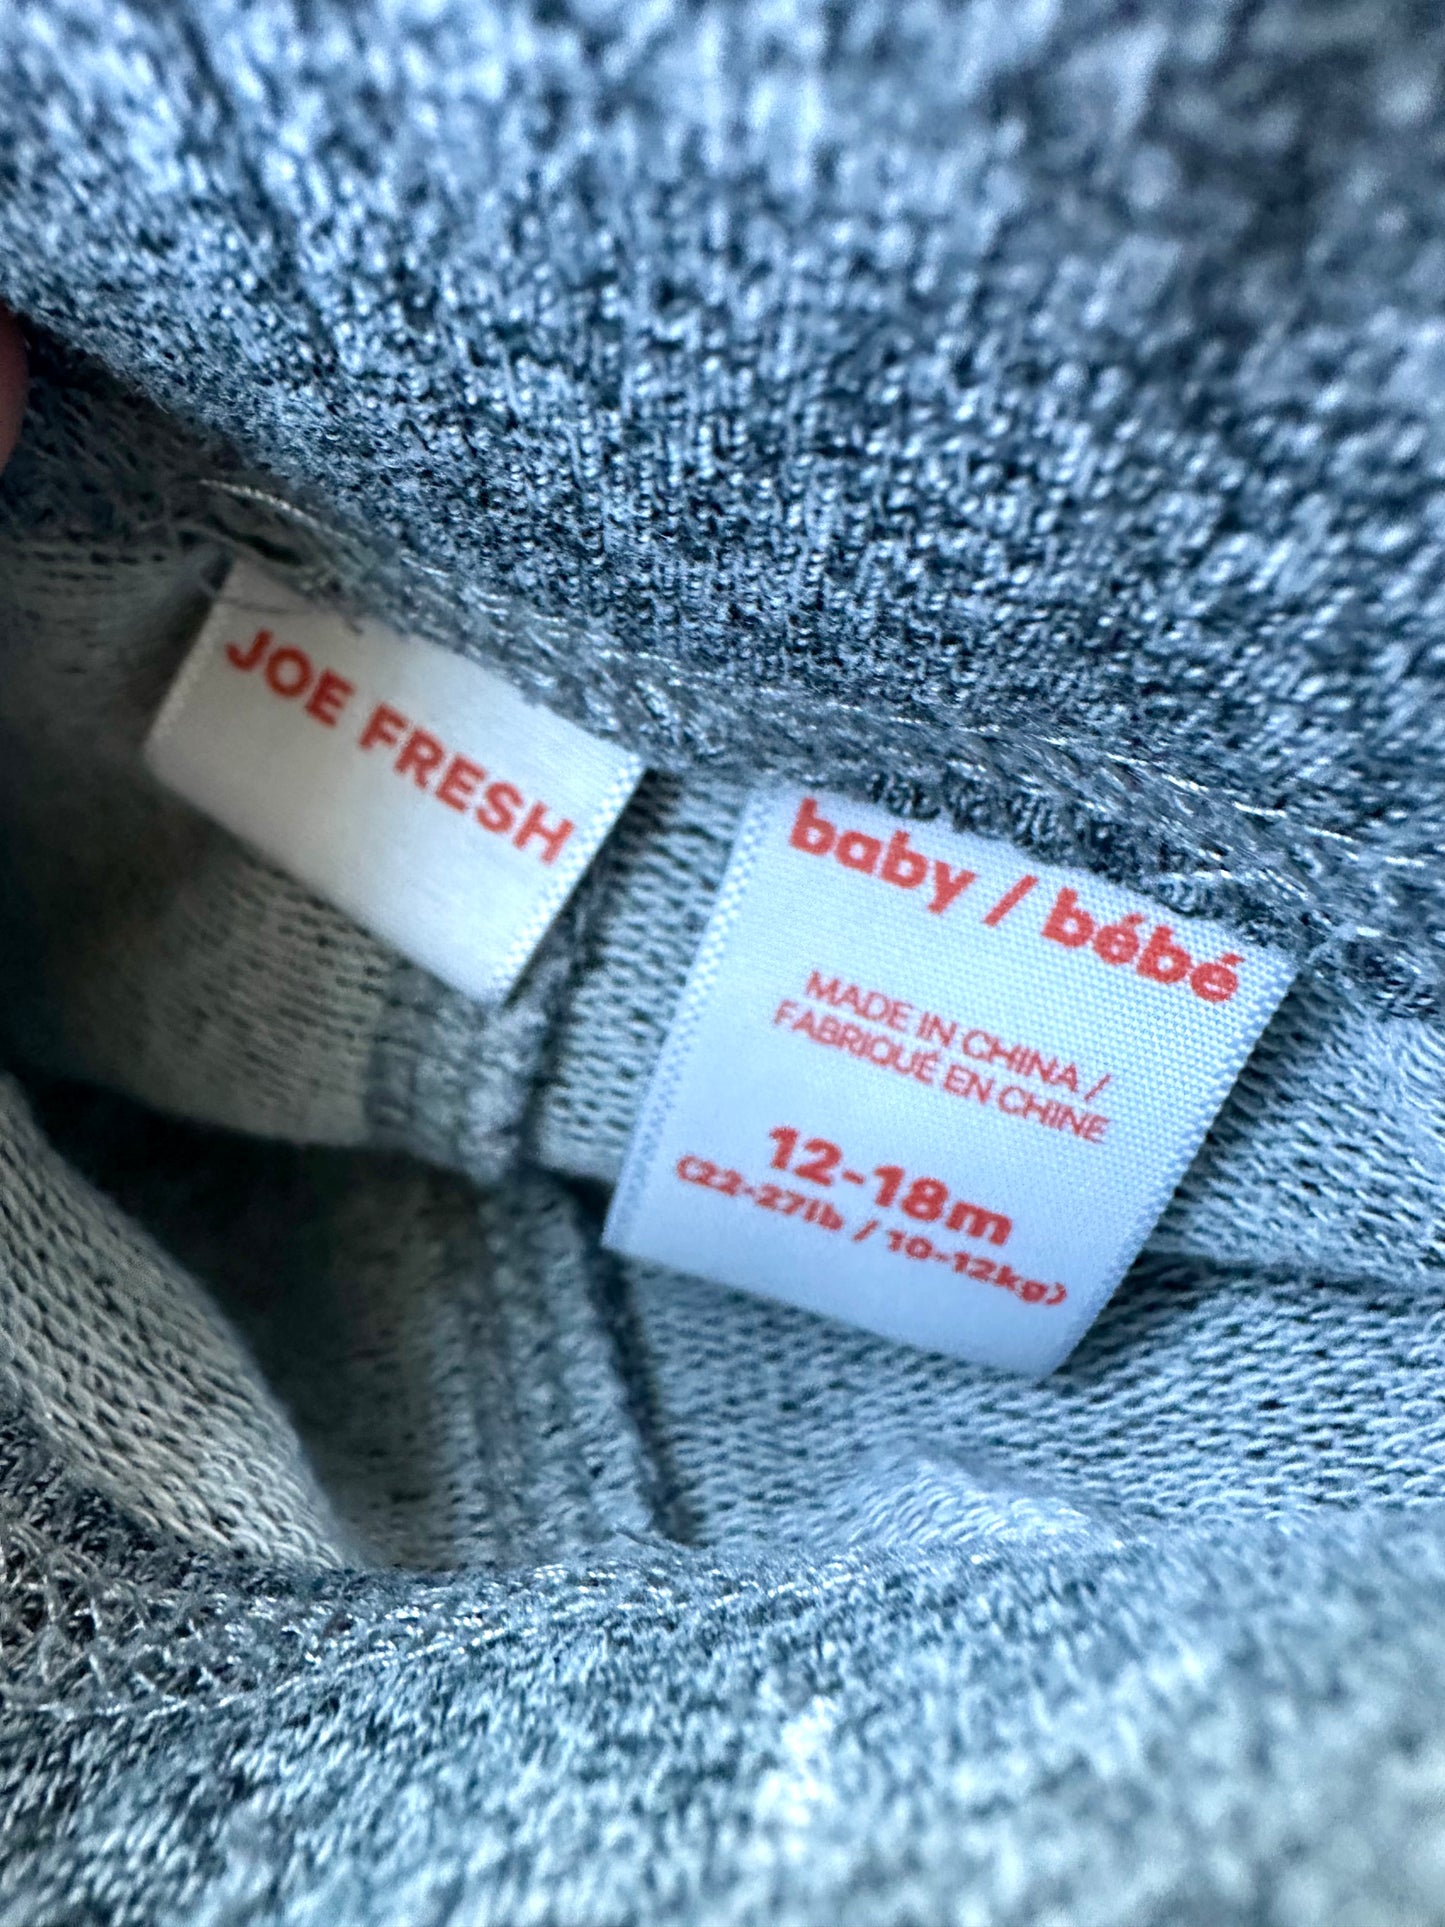 JOE FRESH
baby / bébé
MADE IN CHINA /
FABRIQUÉ EN CHINE
12-18m
(22-27lb / 10-12kg)